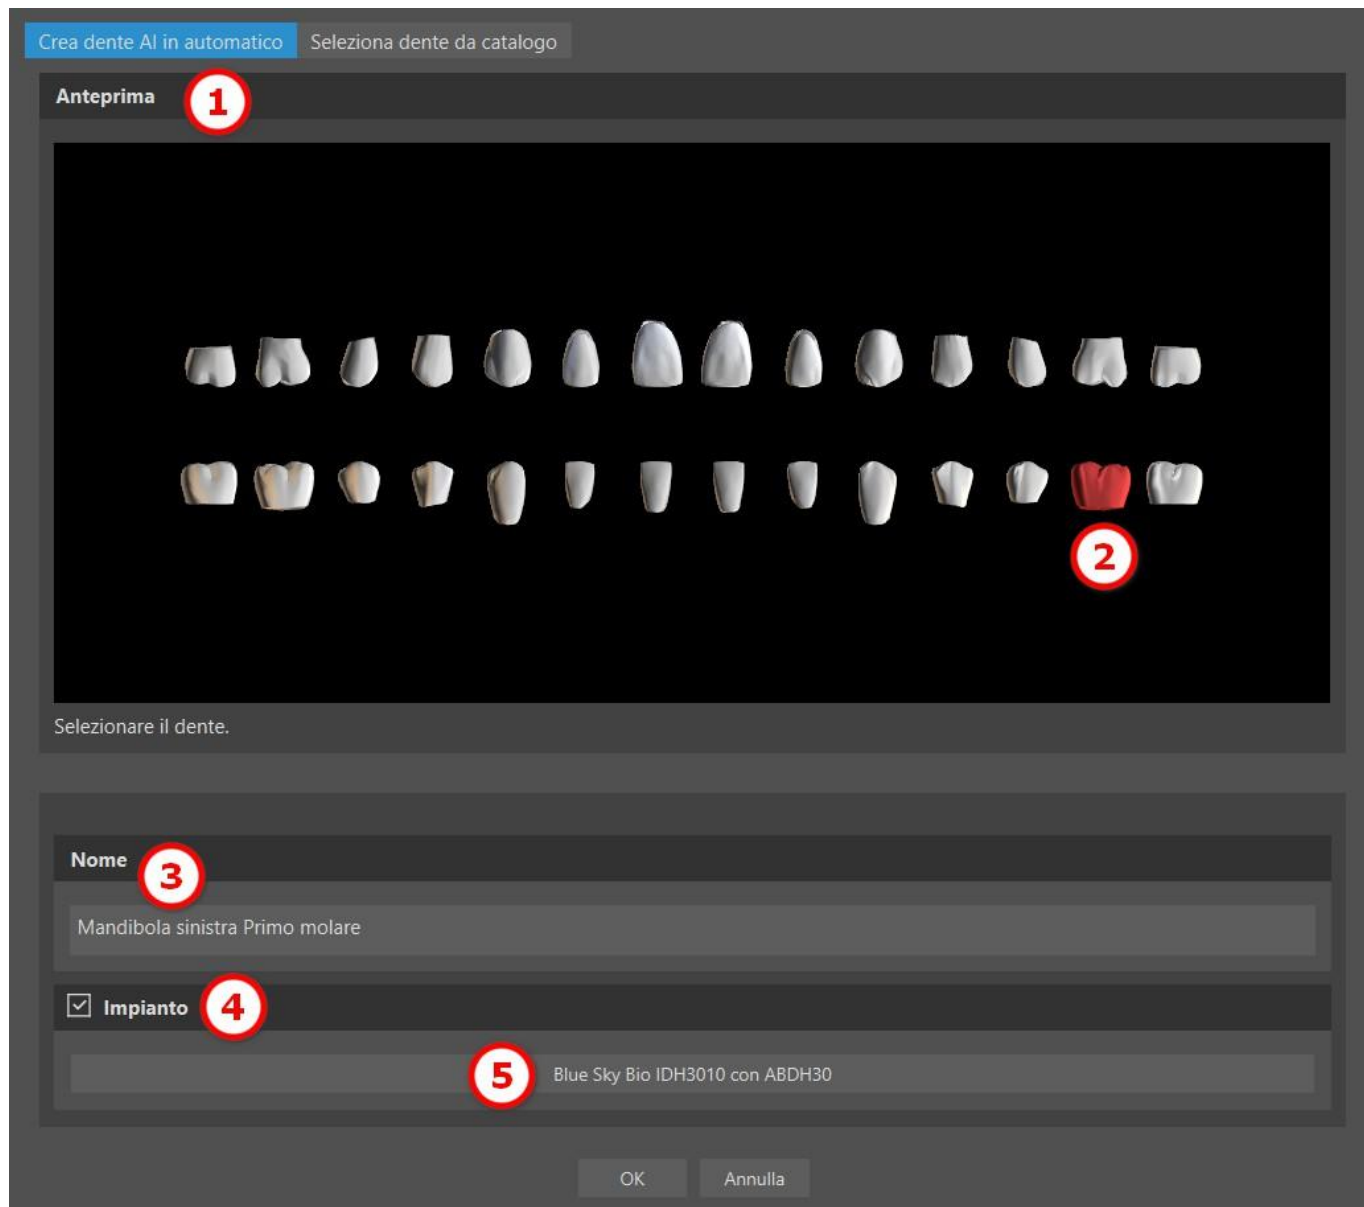 Crea dente AI in automatico Seleziona dente da catalogo
Anteprima 1
2
Selezionare il dente.
Nome 3
Mandibola sinistra Primo molare
Impianto 4
5 Blue Sky Bio IDH3010 con ABDH30
OK Annulla